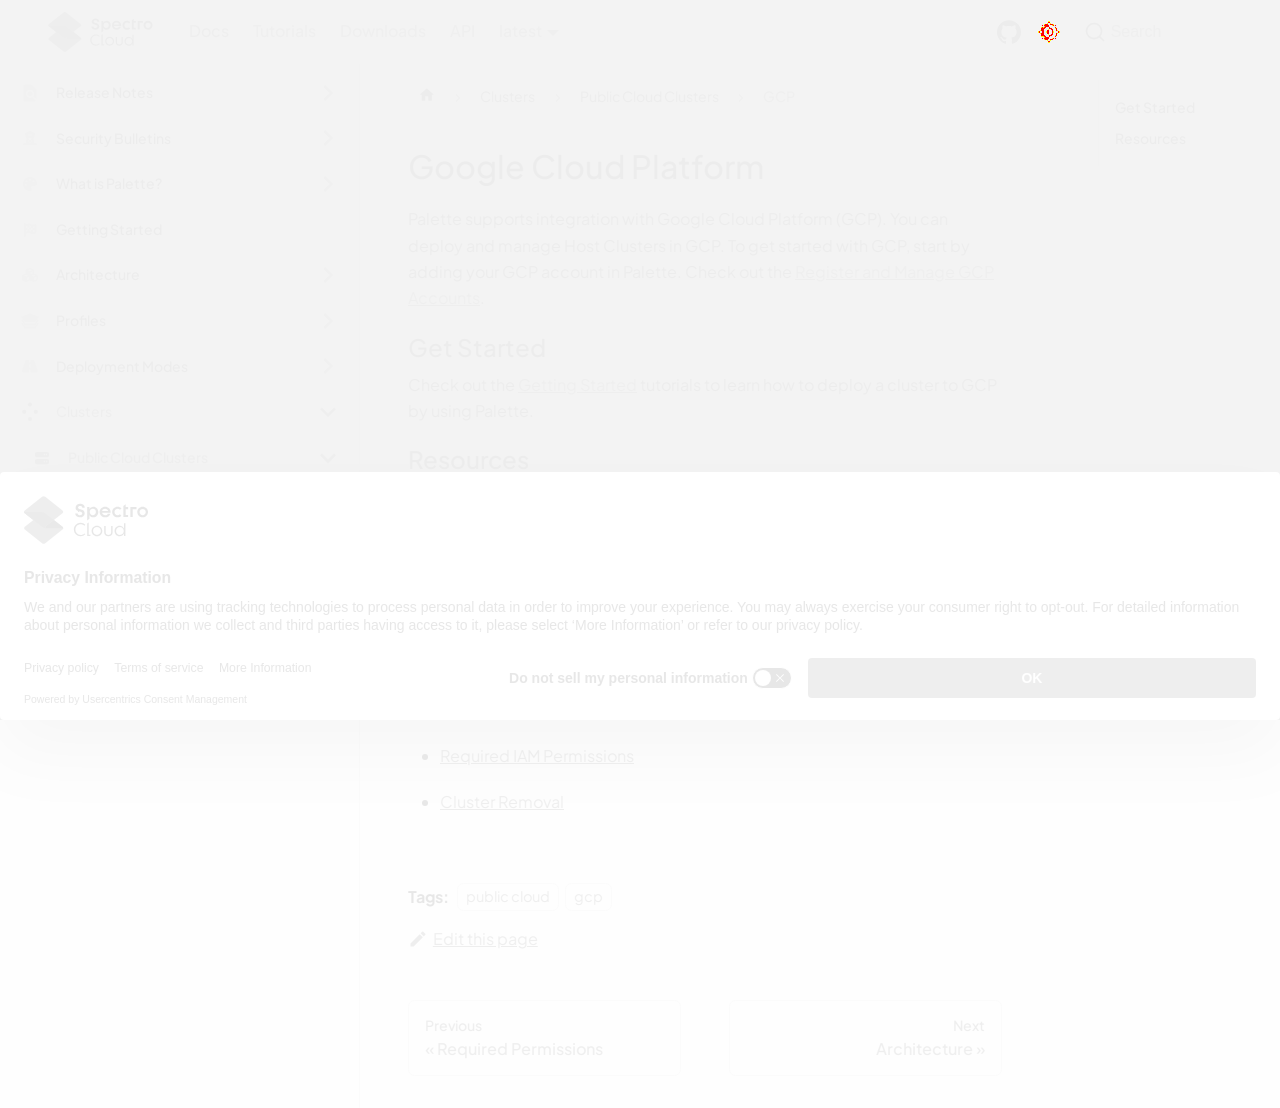 Spectro
Cloud
Docs
Tutorials
Downloads
API
latest
Search
Release Notes
Security Bulletins
What is Palette?
Getting Started
Architecture
Profiles
Deployment Modes
Clusters
Public Cloud Clusters
Clusters
Public Cloud Clusters
GCP
Get Started
Resources
Google Cloud Platform
Palette supports integration with Google Cloud Platform (GCP). You can
deploy and manage Host Clusters in GCP. To get started with GCP, start by
adding your GCP account in Palette. Check out the Register and Manage GCP
Accounts
Get Started
Check out the Getting Started tutorials to learn how to deploy a cluster to GCP
by using Palette.
Resources
Spectro
Cloud
Privacy Information
We and our partners are using tracking technologies to process personal data in order to improve your experience. You may always exercise your consumer right to opt-out. For detailed information
about personal information we collect and third parties having access to it, please select ‘More Information’ or refer to our privacy policy.
Privacy policy
Terms of service
More Information
Powered by Usercentrics Consent Management
Do not sell my personal information
OK
Required IAM Permissions
Cluster Removal
Tags:
public cloud
gcp
Edit this page
Previous
« Required Permissions
Next
Architecture »